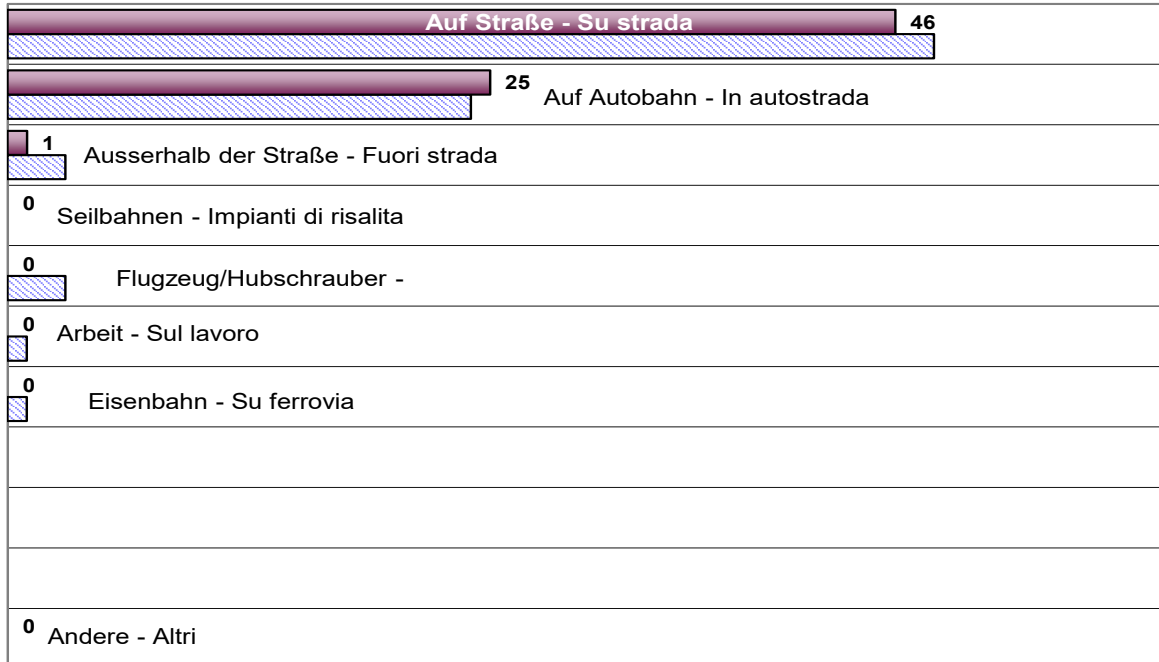 Auf Straße - Su strada 46
25 Auf Autobahn - In autostrada
1 Ausserhalb der Straße - Fuori strada
0 Seilbahnen - Impianti di risalita
0 Flugzeug/Hubschrauber -
0 Arbeit - Sul lavoro
0 Eisenbahn - Su ferrovia
0 Andere - Altri